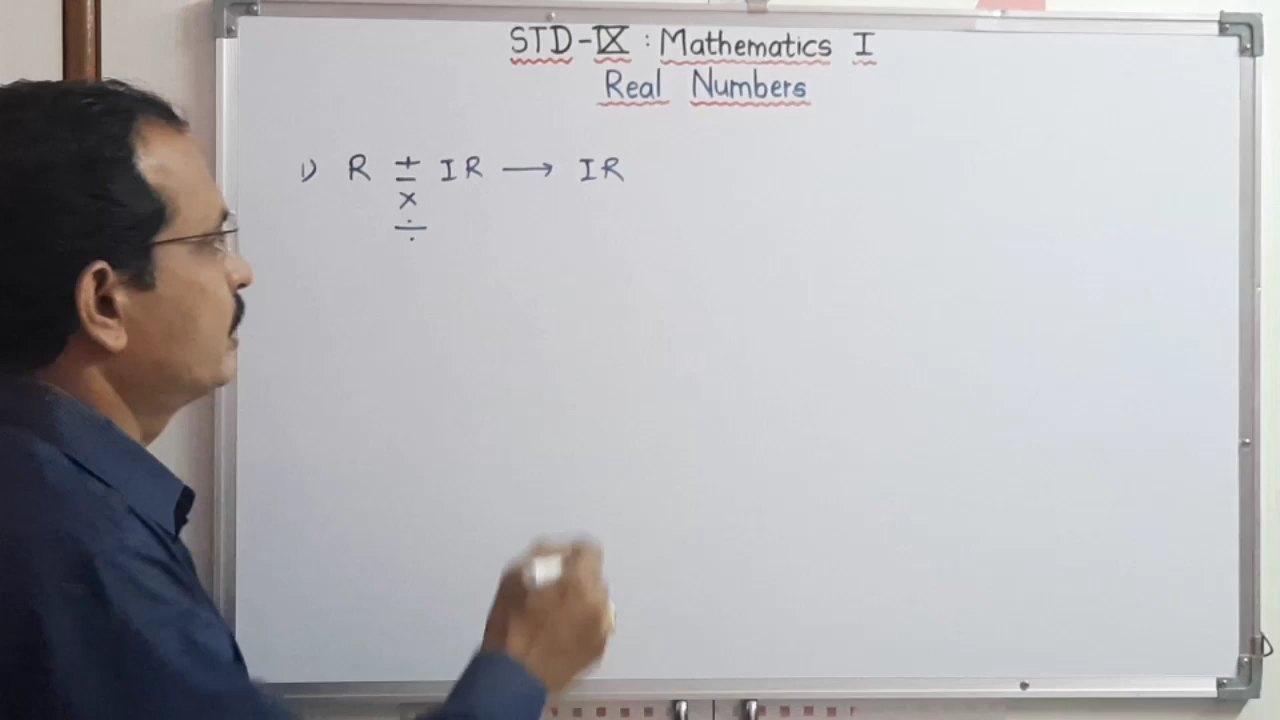 STD-IX : Mathematics I
Real Numbers
1) R ± IR → IR
×
÷